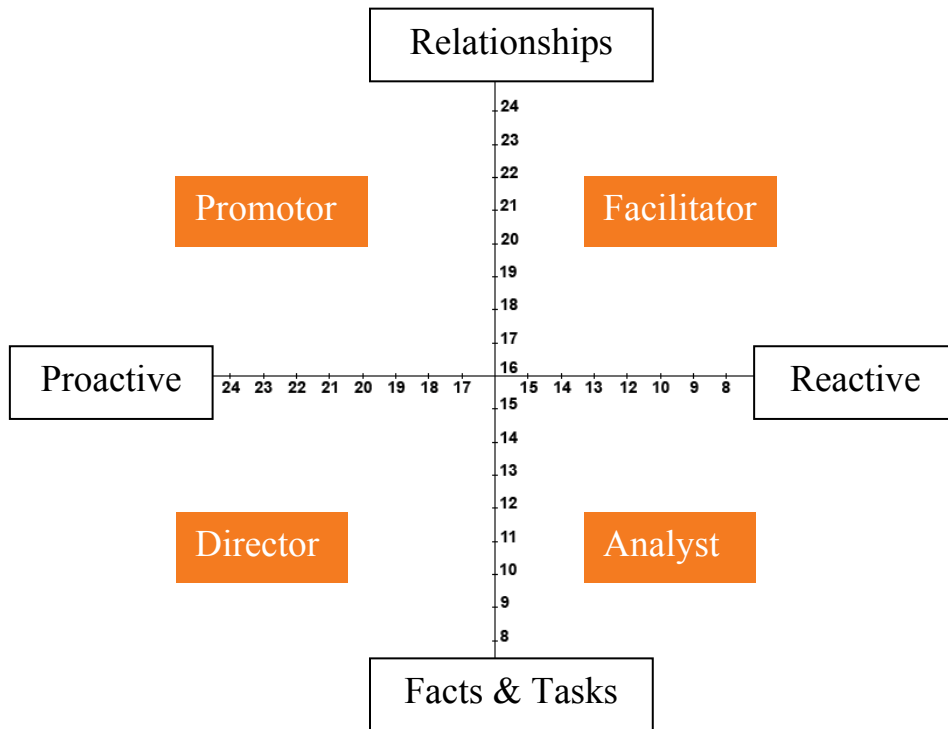 Relationships
24
23
22
Promotor Facilitator
21
20
19
18
17
Proactive 16 Reactive
24 23 22 21 20 19 18 17 15 14 13 12 10 9 8
15
14
13
12
Director 11 Analyst
10
9
8
Facts & Tasks